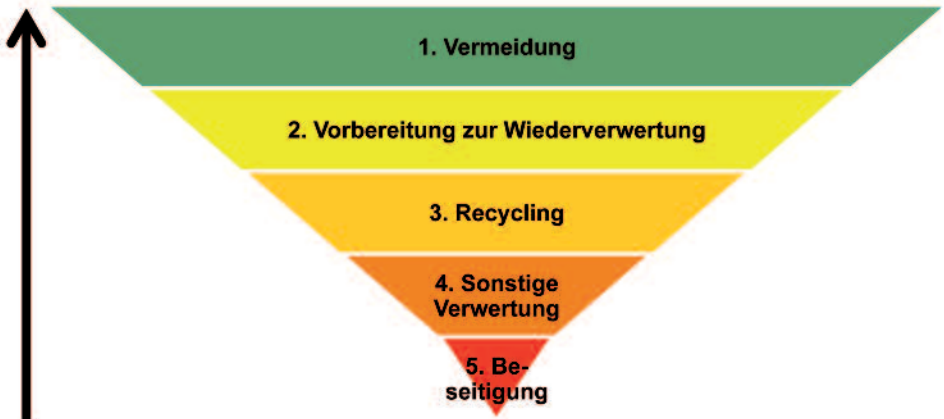 1. Vermeidung
2. Vorbereitung zur Wiederverwertung
3. Recycling
4. Sonstige
Verwertung
5. Be-
seitigung